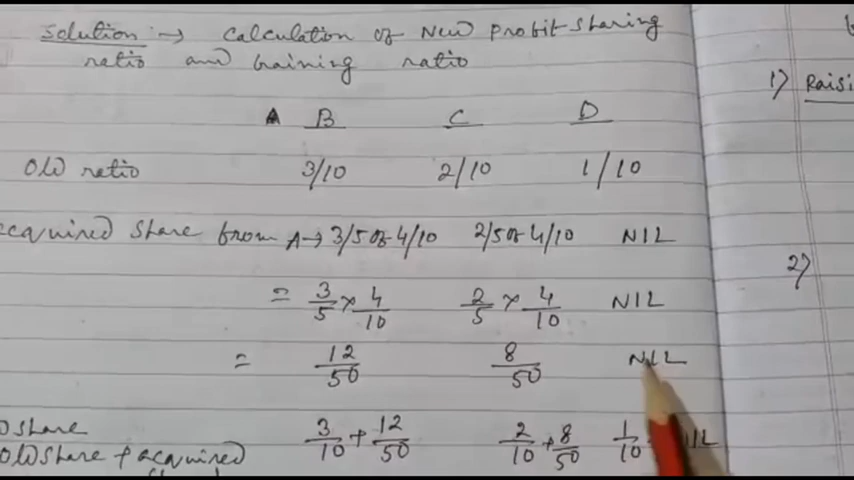 Solution → Calculation of New profit sharing
ratio and Gaining ratio
1) Raisi
A B C D
Old ratio 3/10 2/10 1/10
acquired share from A → 3/5 of 4/10 2/5 of 4/10 NIL
2)
= 3/5 × 4/10 2/5 × 4/10 NIL
= 12/50 8/50 NIL
share 3/10 + 12/50 2/10 + 8/50 1/10 NIL
old share + acquired